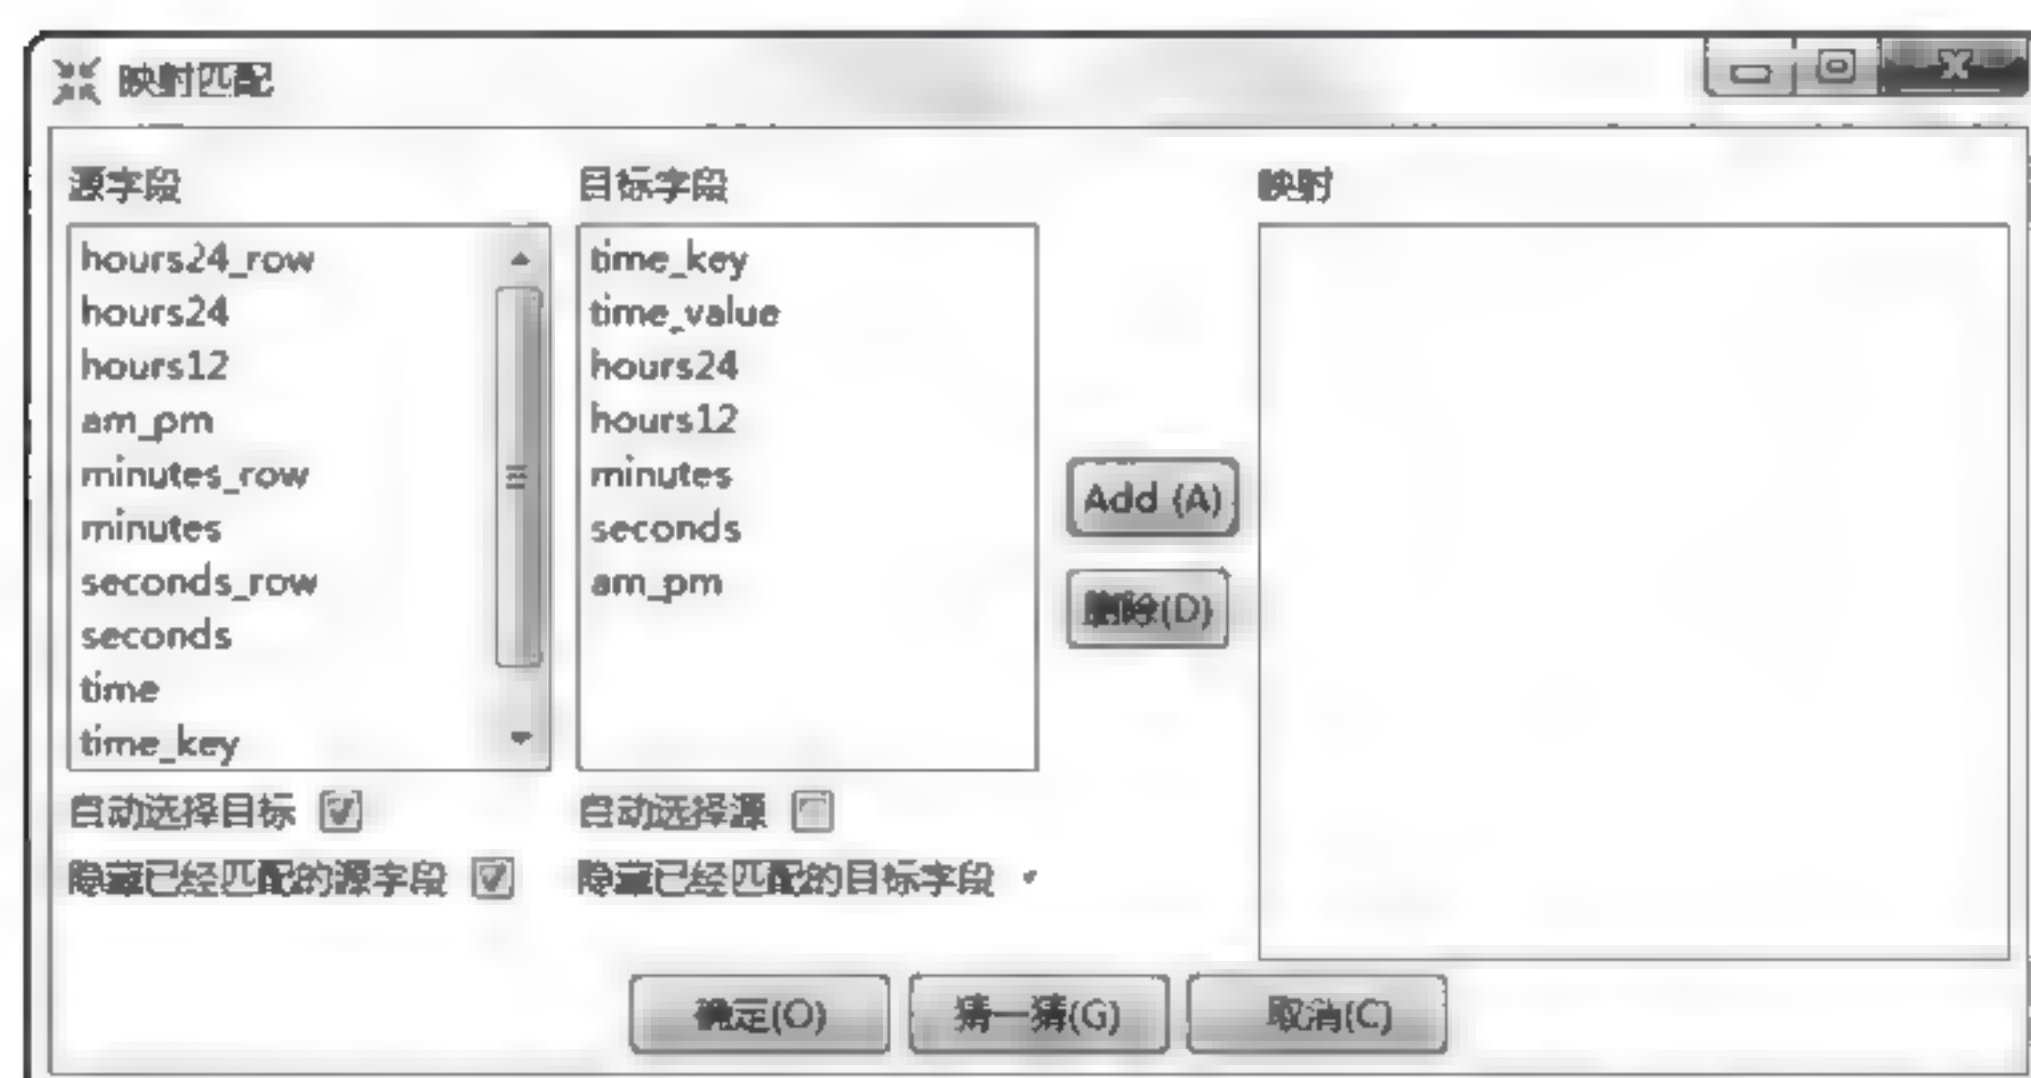 映射匹配
源字段
hours24_row
hours24
hours12
am_pm
minutes_row
minutes
seconds_row
seconds
time
time_key
自动选择目标
隐藏已经匹配的源字段
目标字段
time_key
time_value
hours24
hours12
minutes
seconds
am_pm
自动选择源
隐藏已经匹配的目标字段
Add (A)
删除(D)
映射
确定(O)
猜一猜(G)
取消(C)